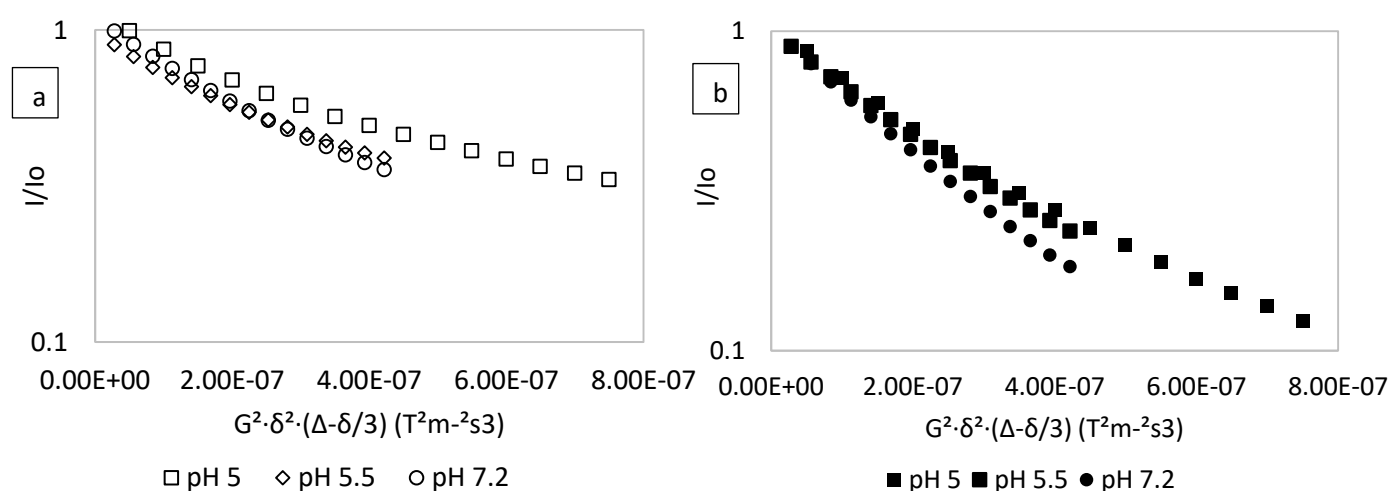 1
a
I/Io
0.1
0.00E+00 2.00E-07 4.00E-07 6.00E-07 8.00E-07
G²·δ²·(Δ-δ/3) (T²m-²s3)
pH 5 pH 5.5 pH 7.2
1
b
I/Io
0.1
0.00E+00 2.00E-07 4.00E-07 6.00E-07 8.00E-07
G²·δ²·(Δ-δ/3) (T²m-²s3)
pH 5 pH 5.5 pH 7.2